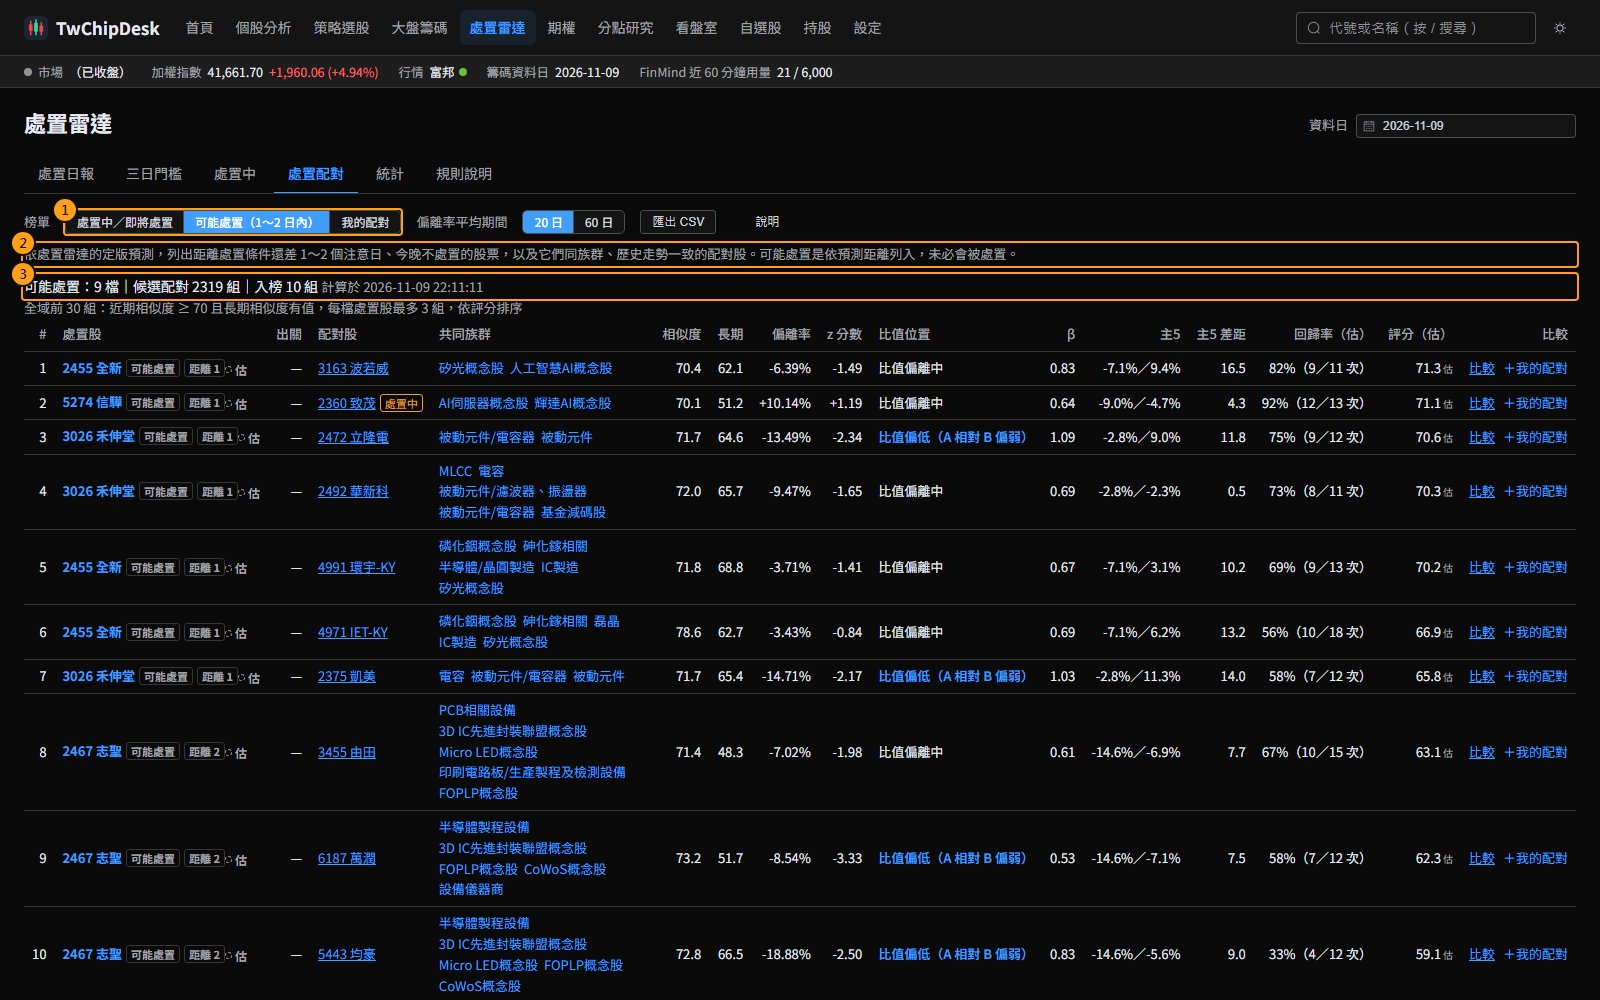 TwChipDesk 首頁 個股分析 策略選股 大盤籌碼 處置雷達 期權 分點研究 看盤室 自選股 持股 設定 代號或名稱（按 / 搜尋）
市場 （已收盤） 加權指數 41,661.70 +1,960.06 (+4.94%) 行情 富邦 籌碼資料日 2026-11-09 FinMind 近 60 分鐘用量 21 / 6,000
處置雷達 資料日 2026-11-09
處置日報 三日門檻 處置中 處置配對 統計 規則說明
榜單 1 處置中／即將處置 可能處置（1～2 日內） 我的配對 偏離率平均期間 20 日 60 日 匯出 CSV 說明
2 依處置雷達的定版預測，列出距離處置條件還差 1～2 個注意日、今晚不處置的股票，以及它們同族群、歷史走勢一致的配對股。可能處置是依預測距離列入，未必會被處置。
3 可能處置：9 檔｜候選配對 2319 組｜入榜 10 組 計算於 2026-11-09 22:11:11
全域前 30 組：近期相似度 ≥ 70 且長期相似度有值，每檔處置股最多 3 組，依評分排序
# 處置股 出關 配對股 共同族群 相似度 長期 偏離率 z 分數 比值位置 β 主5 主5 差距 回歸率（估） 評分（估） 比較
1 2455 全新 可能處置 距離 1 估 — 3163 波若威 矽光概念股 人工智慧AI概念股 70.4 62.1 -6.39% -1.49 比值偏離中 0.83 -7.1%／9.4% 16.5 82%（9／11 次） 71.3 估 比較 ＋我的配對
2 5274 信驊 可能處置 距離 1 估 — 2360 致茂 處置中 AI伺服器概念股 輝達AI概念股 70.1 51.2 +10.14% +1.19 比值偏離中 0.64 -9.0%／-4.7% 4.3 92%（12／13 次） 71.1 估 比較 ＋我的配對
3 3026 禾伸堂 可能處置 距離 1 估 — 2472 立隆電 被動元件/電容器 被動元件 71.7 64.6 -13.49% -2.34 比值偏低（A 相對 B 偏弱） 1.09 -2.8%／9.0% 11.8 75%（9／12 次） 70.6 估 比較 ＋我的配對
MLCC 電容
4 3026 禾伸堂 可能處置 距離 1 估 — 2492 華新科 被動元件/濾波器、振盪器 72.0 65.7 -9.47% -1.65 比值偏離中 0.69 -2.8%／-2.3% 0.5 73%（8／11 次） 70.3 估 比較 ＋我的配對
被動元件/電容器 基金減碼股
磷化銦概念股 砷化鎵相關
5 2455 全新 可能處置 距離 1 估 — 4991 環宇-KY 半導體/晶圓製造 IC製造 71.8 68.8 -3.71% -1.41 比值偏離中 0.67 -7.1%／3.1% 10.2 69%（9／13 次） 70.2 估 比較 ＋我的配對
矽光概念股
磷化銦概念股 砷化鎵相關 磊晶
6 2455 全新 可能處置 距離 1 估 — 4971 IET-KY 78.6 62.7 -3.43% -0.84 比值偏離中 0.69 -7.1%／6.2% 13.2 56%（10／18 次） 66.9 估 比較 ＋我的配對
IC製造 矽光概念股
7 3026 禾伸堂 可能處置 距離 1 估 — 2375 凱美 電容 被動元件/電容器 被動元件 71.7 65.4 -14.71% -2.17 比值偏低（A 相對 B 偏弱） 1.03 -2.8%／11.3% 14.0 58%（7／12 次） 65.8 估 比較 ＋我的配對
PCB相關設備
3D IC先進封裝聯盟概念股
8 2467 志聖 可能處置 距離 2 估 — 3455 由田 Micro LED概念股 71.4 48.3 -7.02% -1.98 比值偏離中 0.61 -14.6%／-6.9% 7.7 67%（10／15 次） 63.1 估 比較 ＋我的配對
印刷電路板/生產製程及檢測設備
FOPLP概念股
半導體製程設備
3D IC先進封裝聯盟概念股
9 2467 志聖 可能處置 距離 2 估 — 6187 萬潤 73.2 51.7 -8.54% -3.33 比值偏低（A 相對 B 偏弱） 0.53 -14.6%／-7.1% 7.5 58%（7／12 次） 62.3 估 比較 ＋我的配對
FOPLP概念股 CoWoS概念股
設備儀器商
半導體製程設備
3D IC先進封裝聯盟概念股
10 2467 志聖 可能處置 距離 2 估 — 5443 均豪 72.8 66.5 -18.88% -2.50 比值偏低（A 相對 B 偏弱） 0.83 -14.6%／-5.6% 9.0 33%（4／12 次） 59.1 估 比較 ＋我的配對
Micro LED概念股 FOPLP概念股
CoWoS概念股